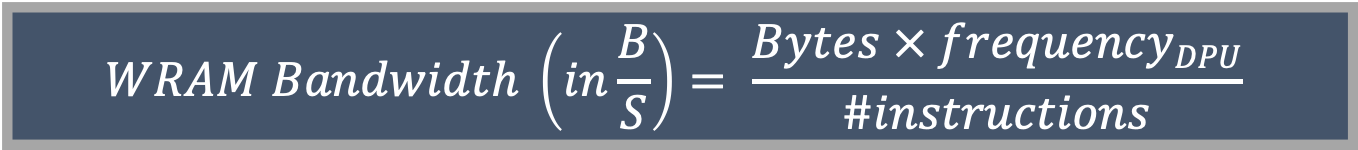 WRAM Bandwidth (in B/S) = Bytes × frequency_DPU / #instructions